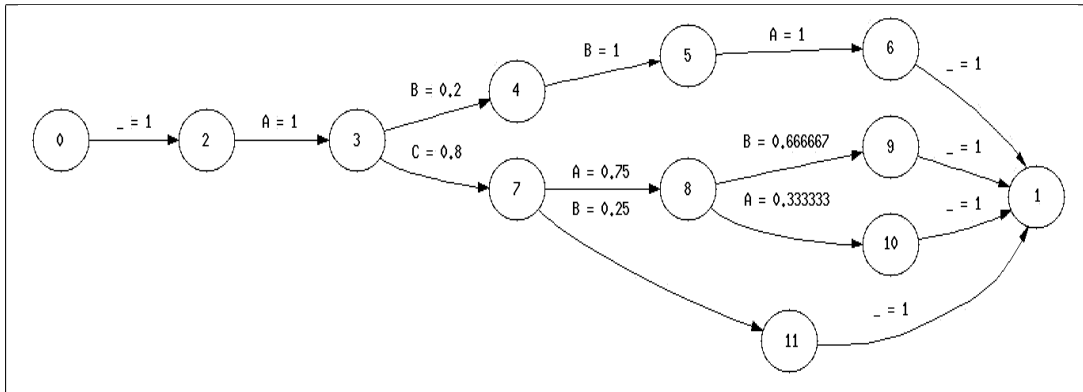 0
_ = 1
2
A = 1
3
B = 0.2
4
B = 1
5
A = 1
6
_ = 1
C = 0.8
7
A = 0.75
8
B = 0.666667
9
_ = 1
B = 0.25
A = 0.333333
10
_ = 1
1
11
_ = 1